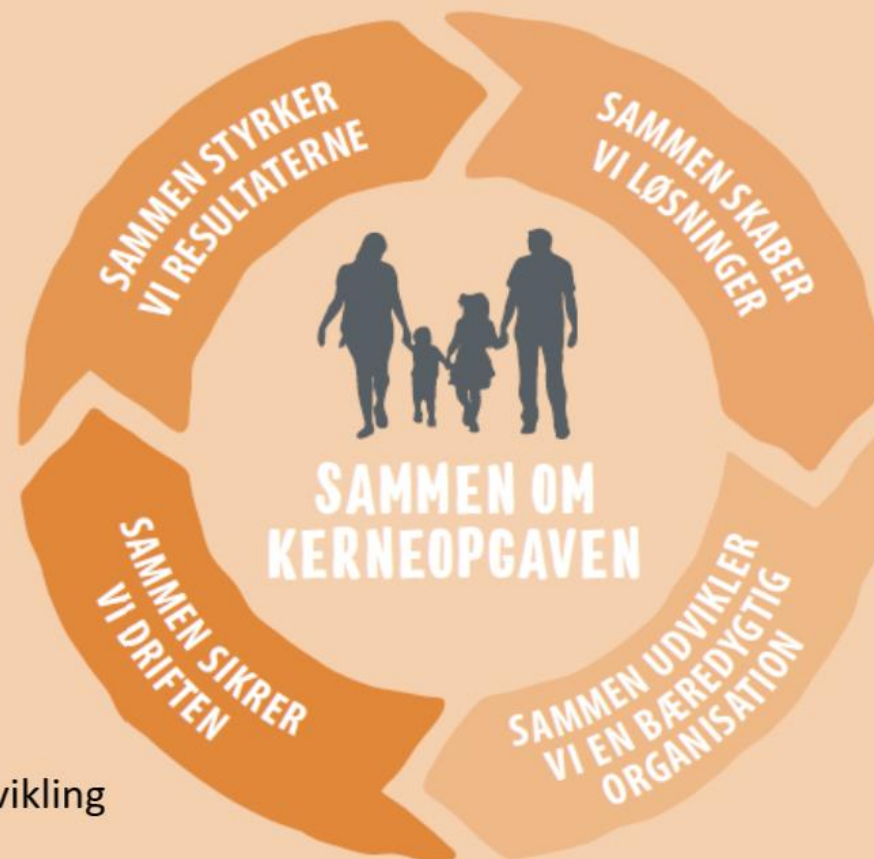 SAMMEN STYRKER
VI RESULTATERNE
SAMMEN SKABER
VI LØSNINGER
SAMMEN OM
KERNEOPGAVEN
SAMMEN SIKRER
VI DRIFTEN
SAMMEN UDVIKLER
VI EN BÆREDYGTIG
ORGANISATION
vikling